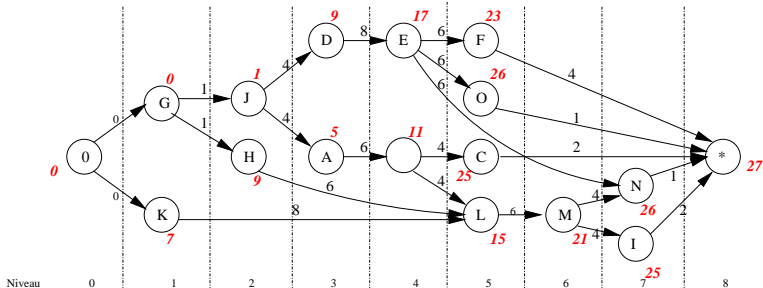 9 17 23
D 8 E 6 F
0 1 4 6 26 4
G 1 J 6 O
0 1 4 5 11 1
0 H A 6 4 C 2 *
0 9 25 27
0 6 4 N 1
K 8 L 6 M 4 26
7 15 21 4 I 2
25
Niveau 0 1 2 3 4 5 6 7 8